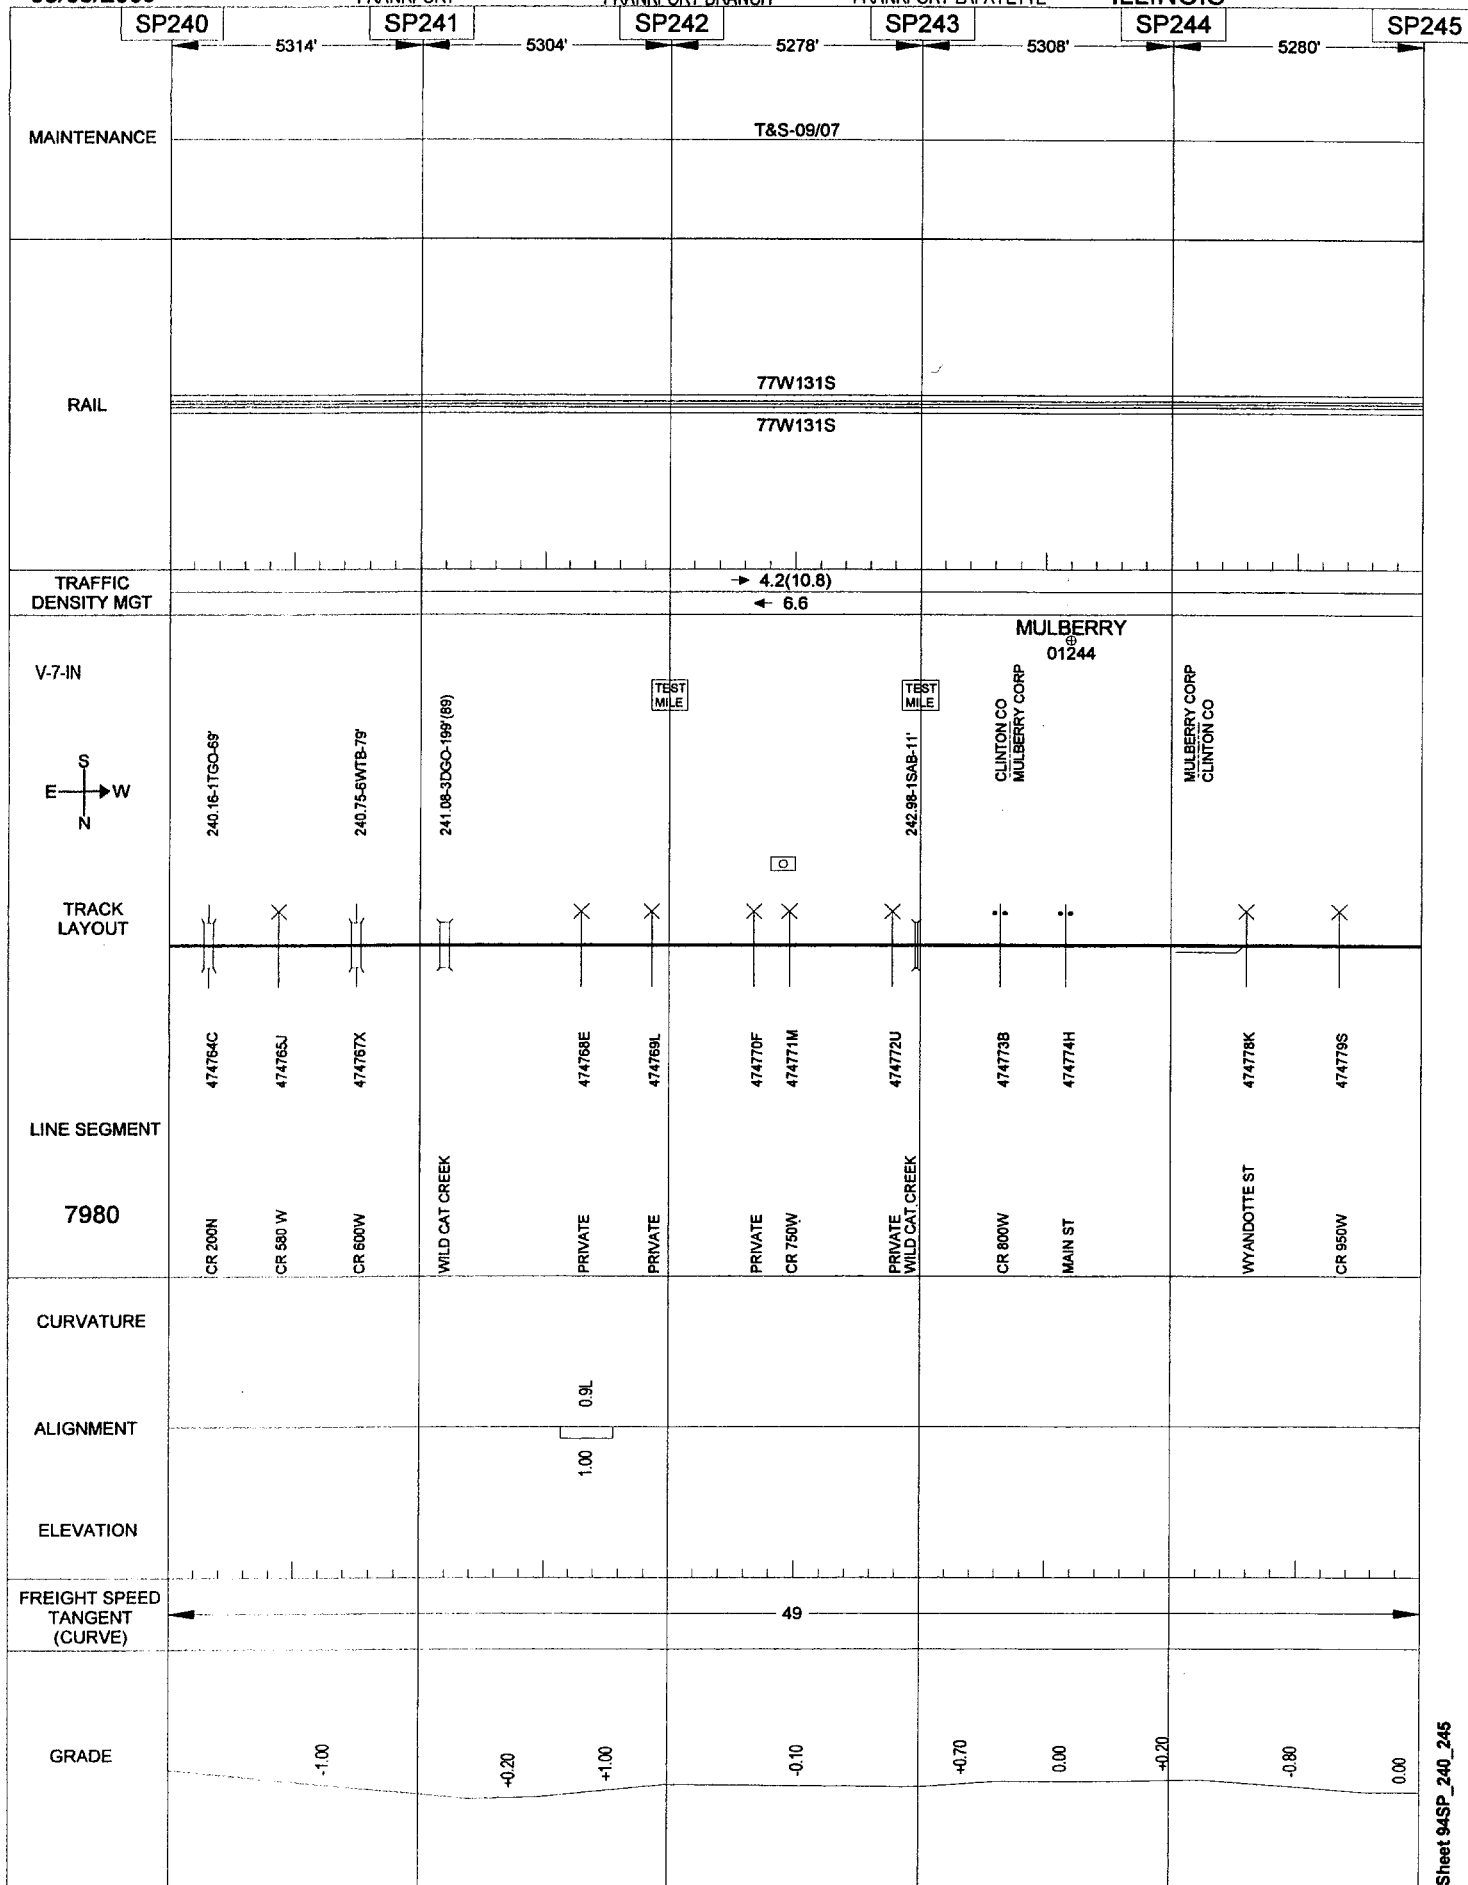 ILLINOIS
SP240 SP241 SP242 SP243 SP244 SP245
5314' 5304' 5278' 5308' 5280'
MAINTENANCE
T&S-09/07
RAIL
77W131S
77W131S
TRAFFIC
DENSITY MGT
4.2(10.8)
6.6
V-7-IN
MULBERRY
01244
TEST
MILE
TEST
MILE
CLINTON CO
MULBERRY CORP
MULBERRY CORP
CLINTON CO
S
E W
N
240.16-1TGO-69'
240.75-6WTB-79'
241.08-3DGO-199'(89)
242.98-1SAB-11'
TRACK
LAYOUT
474764C
474765J
474767X
474768E
474769L
474770F
474771M
474772U
474773B
474774H
474778K
474779S
LINE SEGMENT
7980
CR 200N
CR 580 W
CR 600W
WILD CAT CREEK
PRIVATE
PRIVATE
PRIVATE
CR 750W
PRIVATE
WILD CAT CREEK
CR 800W
MAIN ST
WYANDOTTE ST
CR 950W
CURVATURE
0.9L
ALIGNMENT
1.00
ELEVATION
FREIGHT SPEED
TANGENT
(CURVE)
49
GRADE
-1.00
+0.20
+1.00
-0.10
+0.70
0.00
+0.20
-0.80
0.00
Sheet 94SP_240_245